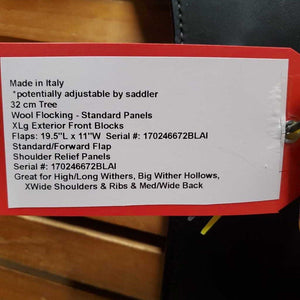 Made in Italy
*potentially adjustable by saddler
32 cm Tree
Wool Flocking - Standard Panels
XLg Exterior Front Blocks
Flaps: 19.5"L x 11"W Serial #: 170246672BLAI
Standard/Forward Flap
Shoulder Relief Panels
Serial #: 170246672BLAI
Great for High/Long Withers, Big Wither Hollows,
XWide Shoulders & Ribs & Med/Wide Back